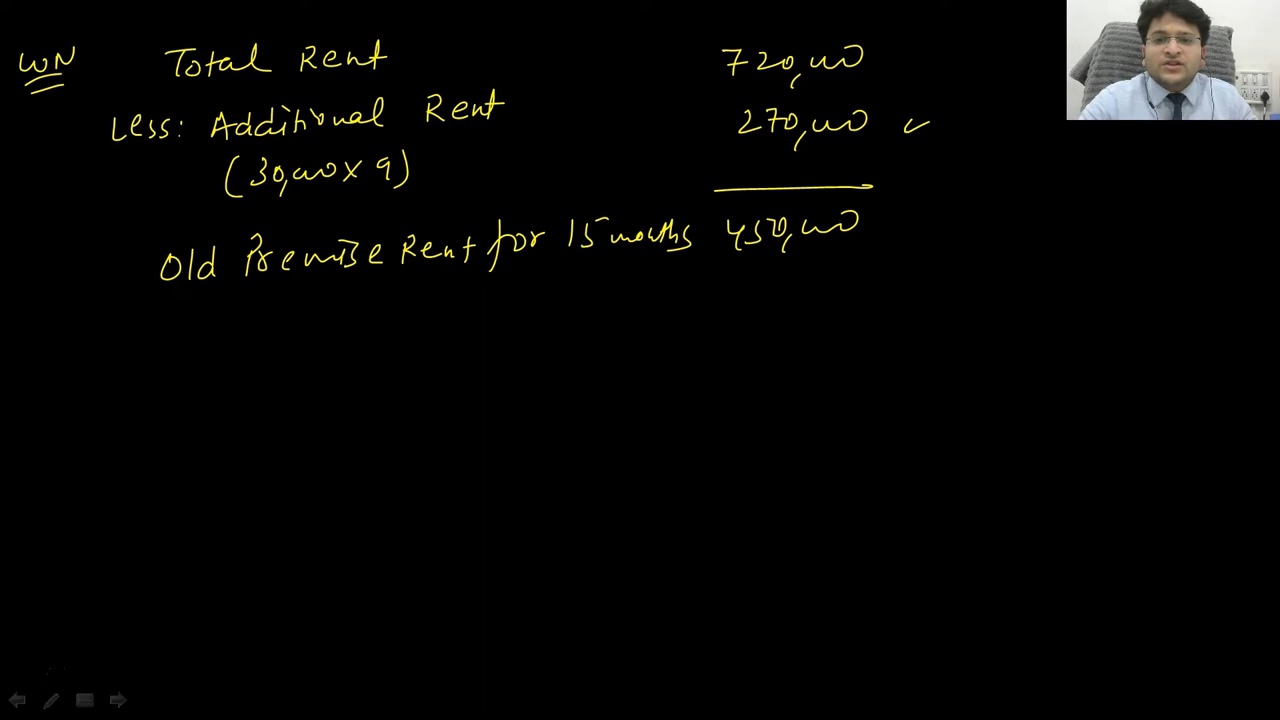 WN Total Rent 720,000
Less: Additional Rent 270,000 ✓
(30,000 × 9)
Old Premise Rent for 15 months 450,000